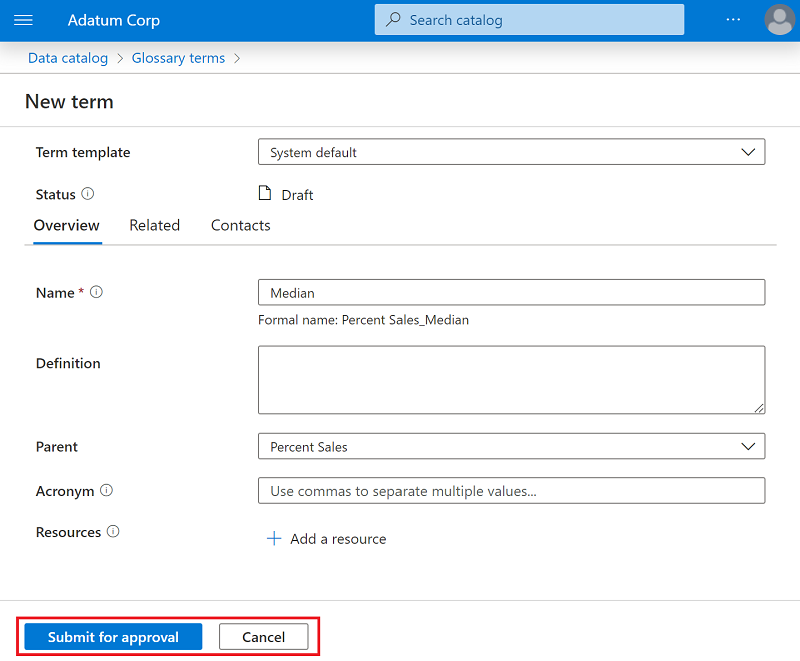 Adatum Corp
Search catalog
...
Data catalog > Glossary terms >
New term
Term template
System default
Status
Draft
Overview Related Contacts
Name *
Median
Formal name: Percent Sales_Median
Definition
Parent
Percent Sales
Acronym
Use commas to separate multiple values...
Resources
+ Add a resource
Submit for approval Cancel